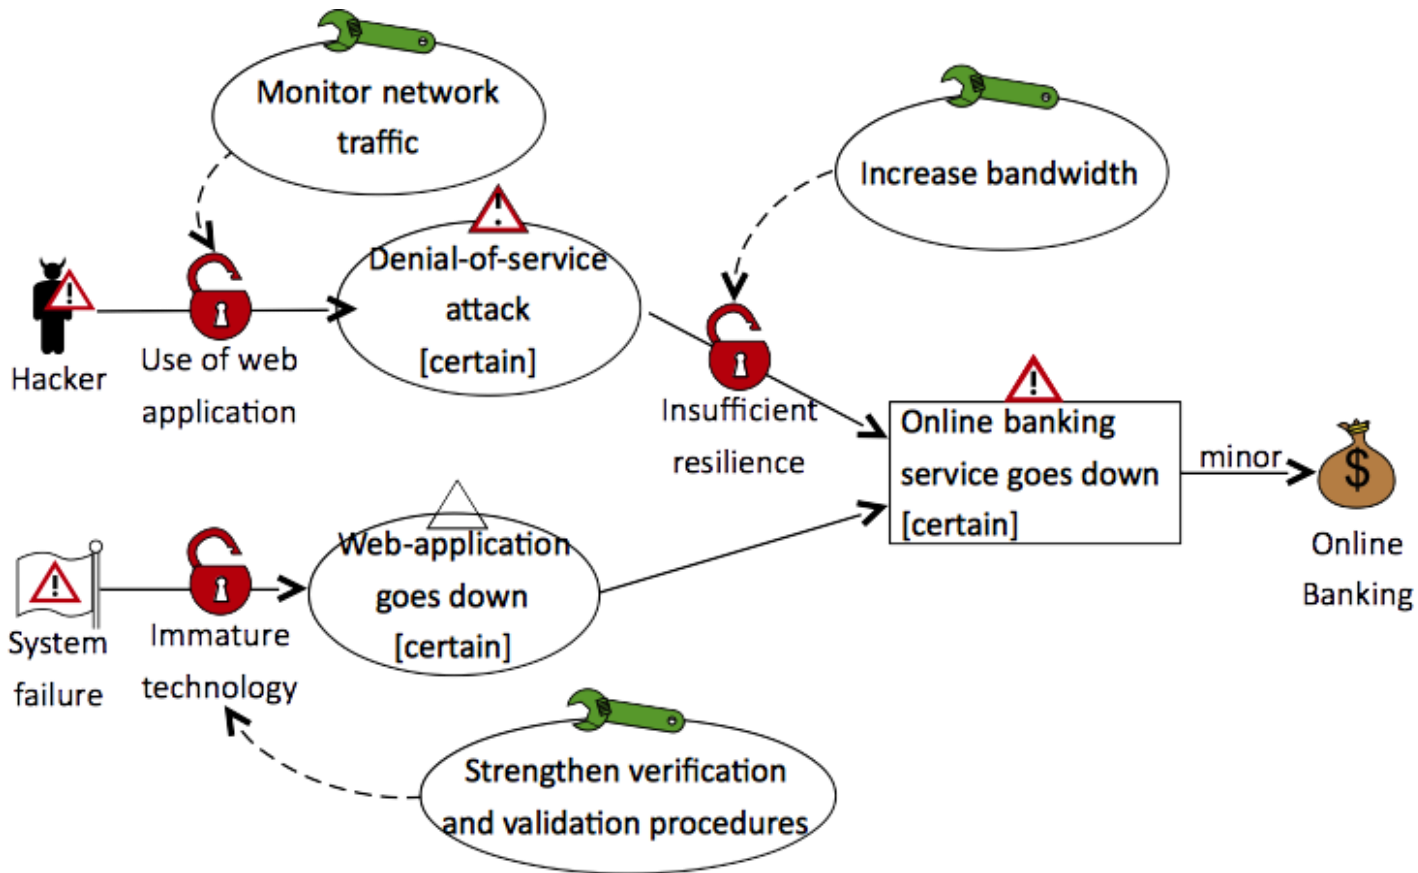 Monitor network
traffic
Increase bandwidth
Denial-of-service
attack
[certain]
Hacker
Use of web
application
Insufficient
resilience
Online banking
service goes down
[certain]
minor
$
Online
Banking
Web-application
goes down
[certain]
System
failure
Immature
technology
Strengthen verification
and validation procedures